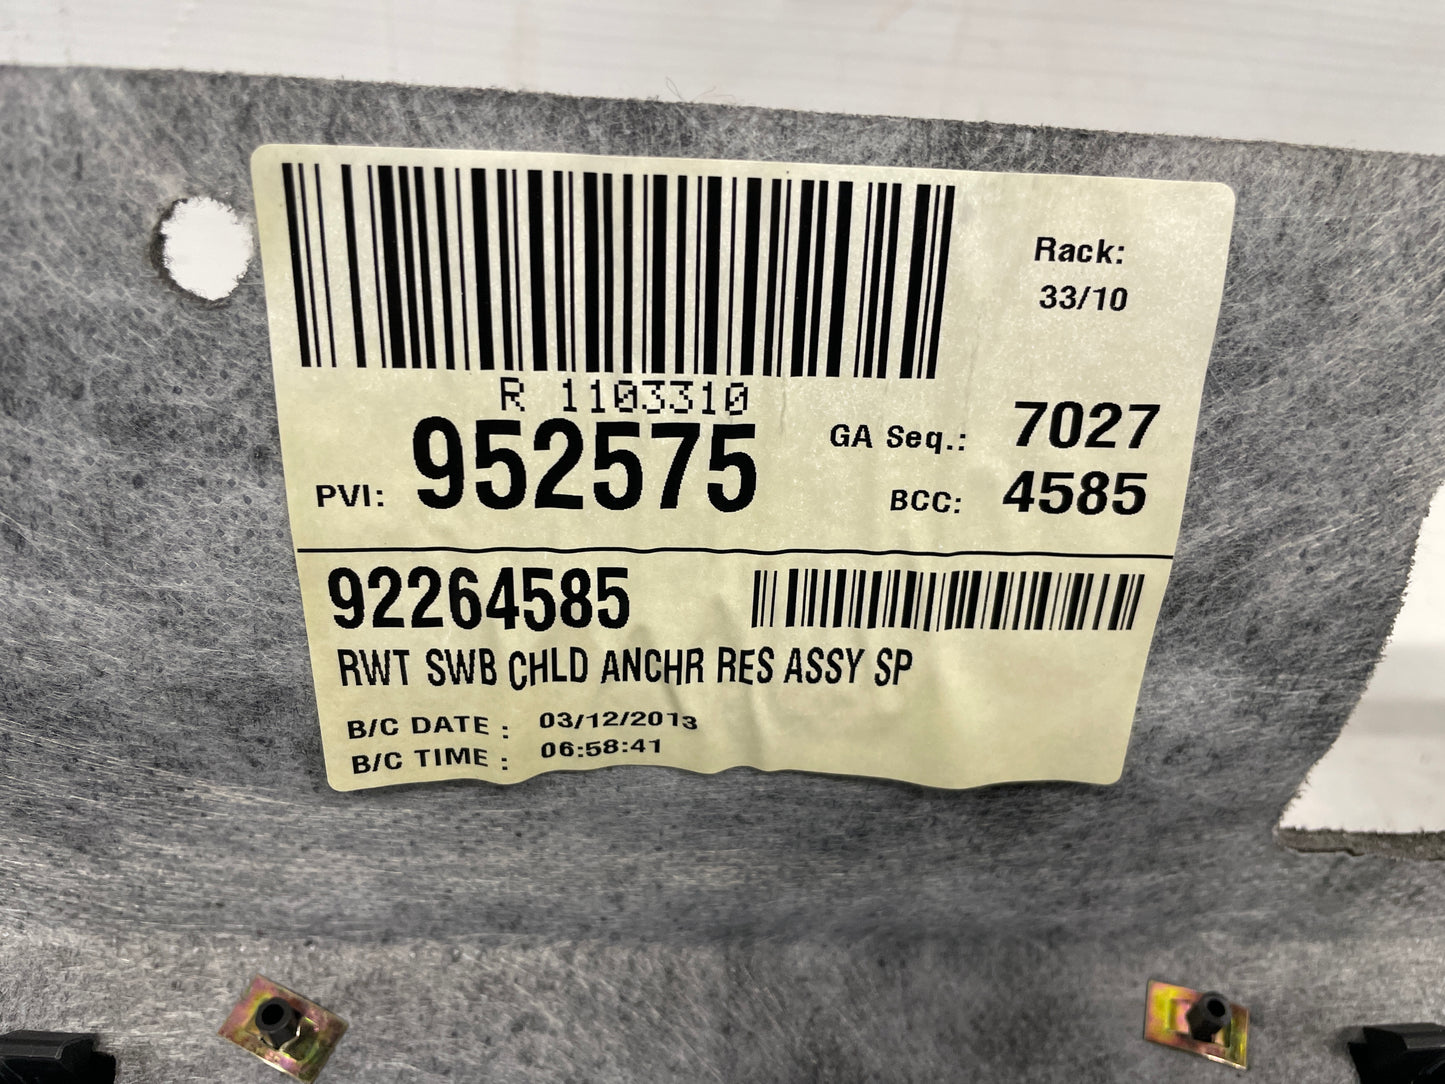 Rack:
33/10
R 1103310
PVI: 952575
GA Seq.: 7027
BCC: 4585
92264585
RWT SWB CHLD ANCHR RES ASSY SP
B/C DATE : 03/12/2013
B/C TIME : 06:58:41